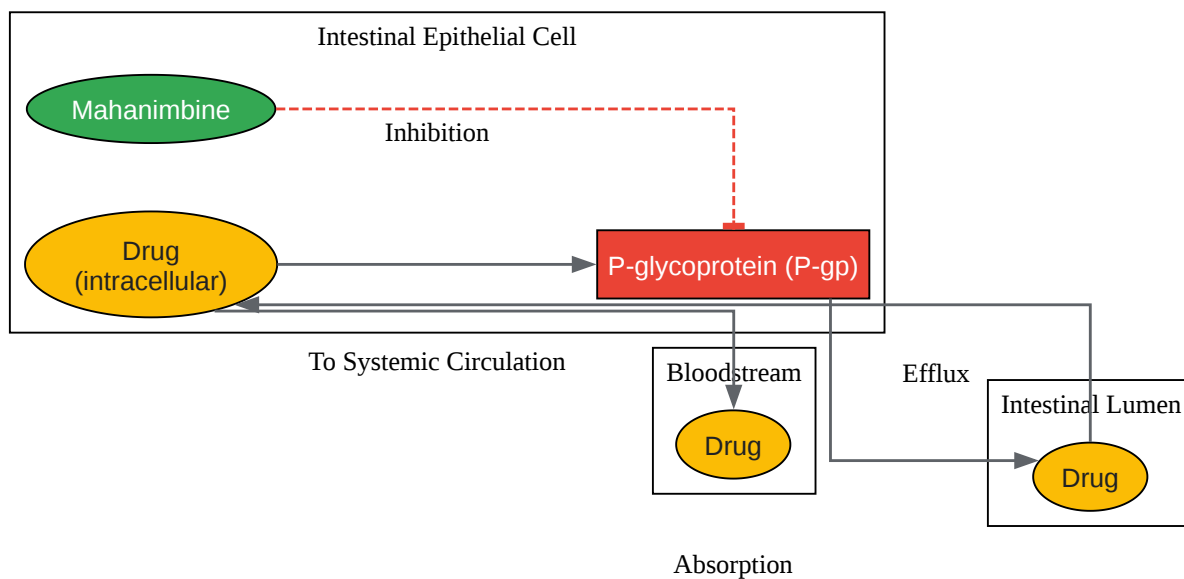 Intestinal Epithelial Cell
Mahanimbine
Inhibition
Drug
(intracellular)
P-glycoprotein (P-gp)
To Systemic Circulation
Bloodstream
Efflux
Intestinal Lumen
Drug
Drug
Absorption